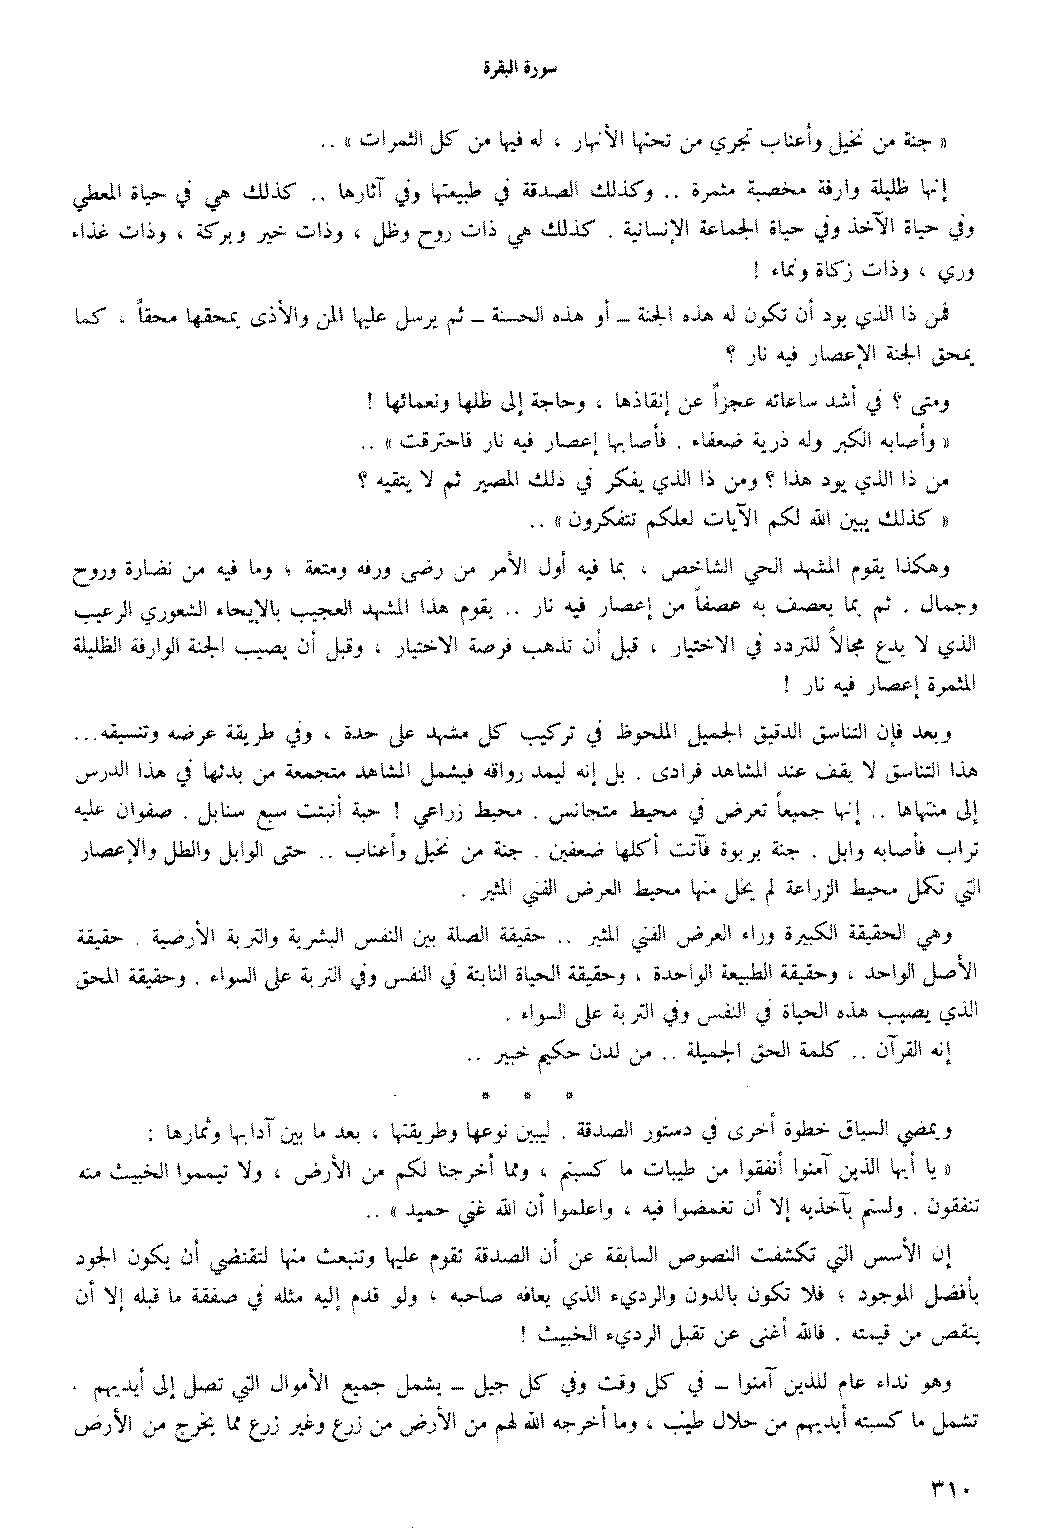 سورة البقرة
« جنة من نخيل وأعناب تجري من تحتها الأنهار ، له فيها من كل الثمرات » ..
إنها ظليلة وارفة مخصبة مثمرة .. وكذلك الصدقة في طبيعتها وفي آثارها .. كذلك هي في حياة المعطي
وفي حياة الآخذ وفي حياة الجماعة الإنسانية . كذلك هي ذات روح وظل ، وذات خير وبركة ، وذات غذاء
وري ، وذات زكاة ونماء !
فمن ذا الذي يود أن تكون له هذه الجنة – أو هذه الحسنة – ثم يرسل عليها المن والأذى يمحقها محقاً ، كما
يمحق الجنة الإعصار فيه نار ؟
ومتى ؟ في أشد ساعاته عجزاً عن إنقاذها ، وحاجة إلى ظلها ونعمائها !
« وأصابه الكبر وله ذرية ضعفاء . فأصابها إعصار فيه نار فاحترقت » ..
من ذا الذي يود هذا ؟ ومن ذا الذي يفكر في ذلك المصير ثم لا يتقيه ؟
« كذلك يبين الله لكم الآيات لعلكم تتفكرون » ..
وهكذا يقوم المشهد الحي الشاخص ، بما فيه أول الأمر من رضى ورفه ومتعة ؛ وما فيه من نضارة وروح
وجمال . ثم بما يعصف به عصفاً من إعصار فيه نار .. يقوم هذا المشهد العجيب بالإيحاء الشعوري الرعيب
الذي لا يدع مجالاً للتردد في الاختيار ، قبل أن تذهب فرصة الاختيار ، وقبل أن يصيب الجنة الوارفة الظليلة
المثمرة إعصار فيه نار !
وبعد فإن التناسق الدقيق الجميل الملحوظ في تركيب كل مشهد على حدة ، وفي طريقة عرضه وتنسيقه...
هذا التناسق لا يقف عند المشاهد فرادى . بل إنه ليمد رواقه فيشمل المشاهد متجمعة من بدئها في هذا الدرس
إلى منتهاها .. إنها جميعاً تعرض في محيط متجانس . محيط زراعي ! حبة أنبتت سبع سنابل . صفوان عليه
تراب فأصابه وابل . جنة بربوة فآتت أكلها ضعفين . جنة من نخيل وأعناب .. حتى الوابل والطل والإعصار
التي تكمل محيط الزراعة لم يخل منها محيط العرض الفني المثير .
وهي الحقيقة الكبيرة وراء العرض الفني المثير .. حقيقة الصلة بين النفس البشرية والتربة الأرضية . حقيقة
الأصل الواحد ، وحقيقة الطبيعة الواحدة ، وحقيقة الحياة النابتة في النفس وفي التربة على السواء . وحقيقة المحق
الذي يصيب هذه الحياة في النفس وفي التربة على السواء .
إنه القرآن .. كلمة الحق الجميلة .. من لدن حكيم خبير ..
* * *
ويمضي السياق خطوة أخرى في دستور الصدقة . ليبين نوعها وطريقتها ، بعد ما بين آدابها وثمارها :
« يا أيها الذين آمنوا أنفقوا من طيبات ما كسبتم ، ومما أخرجنا لكم من الأرض ، ولا تيمموا الخبيث منه
تنفقون . ولستم بآخذيه إلا أن تغمضوا فيه ، واعلموا أن الله غني حميد » ..
إن الأسس التي تكشفت النصوص السابقة عن أن الصدقة تقوم عليها وتنبعث منها لتقتضي أن يكون الجود
بأفضل الموجود ؛ فلا تكون بالدون والرديء الذي يعافه صاحبه ؛ ولو قدم إليه مثله في صفقة ما قبله إلا أن
ينقص من قيمته . فالله أغنى عن تقبل الرديء الخبيث !
وهو نداء عام للذين آمنوا – في كل وقت وفي كل جيل – يشمل جميع الأموال التي تصل إلى أيديهم .
تشمل ما كسبته أيديهم من حلال طيب ، وما أخرجه الله لهم من الأرض من زرع وغير زرع مما يخرج من الأرض
٣١٠